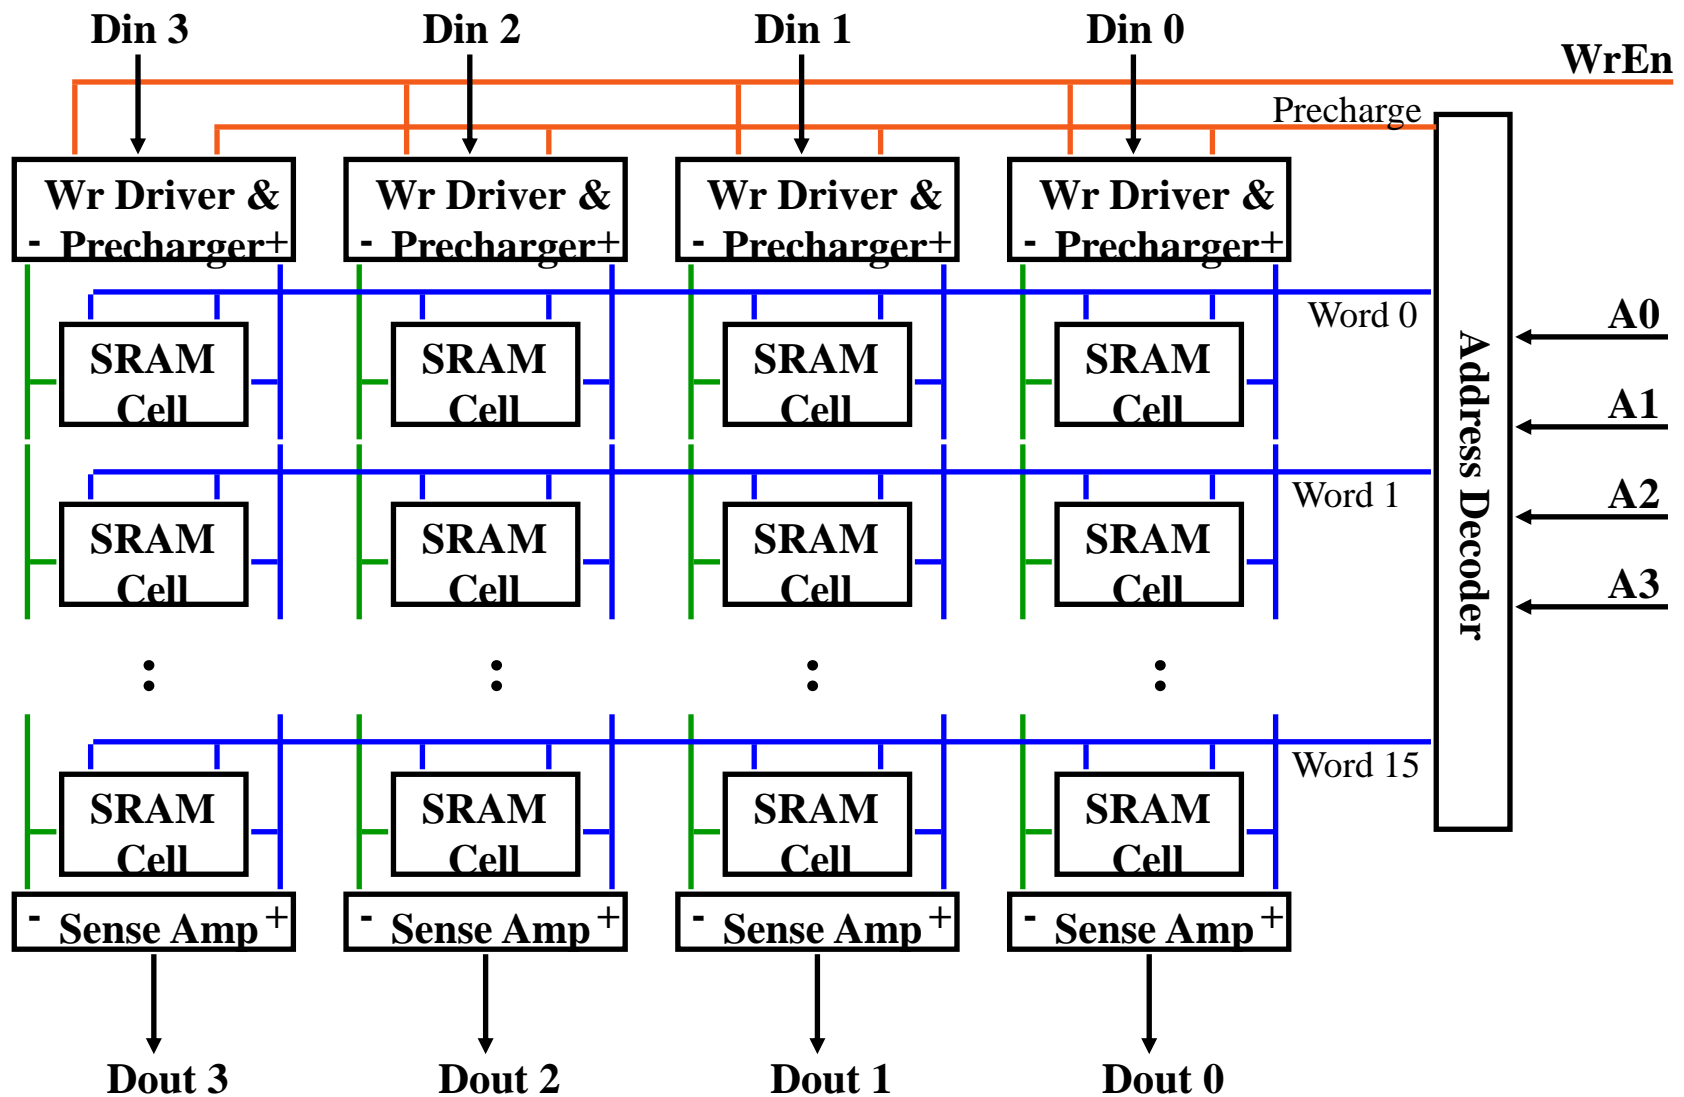 Din 3 Din 2 Din 1 Din 0
WrEn
Precharge
Wr Driver & Wr Driver & Wr Driver & Wr Driver &
- Precharger+ - Precharger+ - Precharger+ - Precharger+
Word 0
A0
SRAM SRAM SRAM SRAM
Cell Cell Cell Cell
A1
Word 1
A2
SRAM SRAM SRAM SRAM
Cell Cell Cell Cell
A3
Address Decoder
: : : :
Word 15
SRAM SRAM SRAM SRAM
Cell Cell Cell Cell
- Sense Amp + - Sense Amp + - Sense Amp + - Sense Amp +
Dout 3 Dout 2 Dout 1 Dout 0